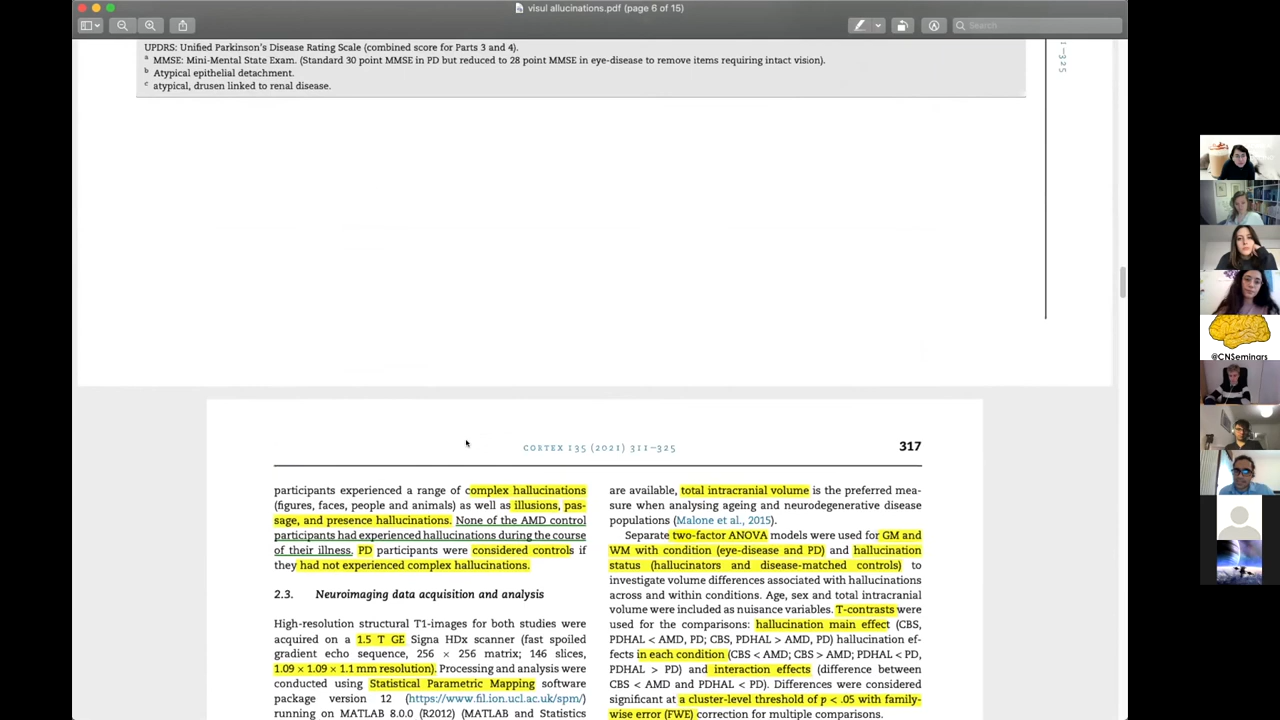 visul allucinations.pdf (page 6 of 15)
Search
UPDRS: Unified Parkinson's Disease Rating Scale (combined score for Parts 3 and 4).
a MMSE: Mini-Mental State Exam. (Standard 30 point MMSE in PD but reduced to 28 point MMSE in eye-disease to remove items requiring intact vision).
b Atypical epithelial detachment.
c atypical, drusen linked to renal disease.
1–325
CORTEX 135 (2021) 311–325
317
participants experienced a range of complex hallucinations
(figures, faces, people and animals) as well as illusions, pas-
sage, and presence hallucinations. None of the AMD control
participants had experienced hallucinations during the course
of their illness. PD participants were considered controls if
they had not experienced complex hallucinations.
2.3. Neuroimaging data acquisition and analysis
High-resolution structural T1-images for both studies were
acquired on a 1.5 T GE Signa HDx scanner (fast spoiled
gradient echo sequence, 256 × 256 matrix; 146 slices,
1.09 × 1.09 × 1.1 mm resolution). Processing and analysis were
conducted using Statistical Parametric Mapping software
package version 12 (https://www.fil.ion.ucl.ac.uk/spm/)
running on MATLAB 8.0.0 (R2012) (MATLAB and Statistics
are available, total intracranial volume is the preferred mea-
sure when analysing ageing and neurodegenerative disease
populations (Malone et al., 2015).
Separate two-factor ANOVA models were used for GM and
WM with condition (eye-disease and PD) and hallucination
status (hallucinators and disease-matched controls) to
investigate volume differences associated with hallucinations
across and within conditions. Age, sex and total intracranial
volume were included as nuisance variables. T-contrasts were
used for the comparisons: hallucination main effect (CBS,
PDHAL < AMD, PD; CBS, PDHAL > AMD, PD) hallucination ef-
fects in each condition (CBS < AMD; CBS > AMD; PDHAL < PD,
PDHAL > PD) and interaction effects (difference between
CBS < AMD and PDHAL < PD). Differences were considered
significant at a cluster-level threshold of p < .05 with family-
wise error (FWE) correction for multiple comparisons.
@CNSeminars